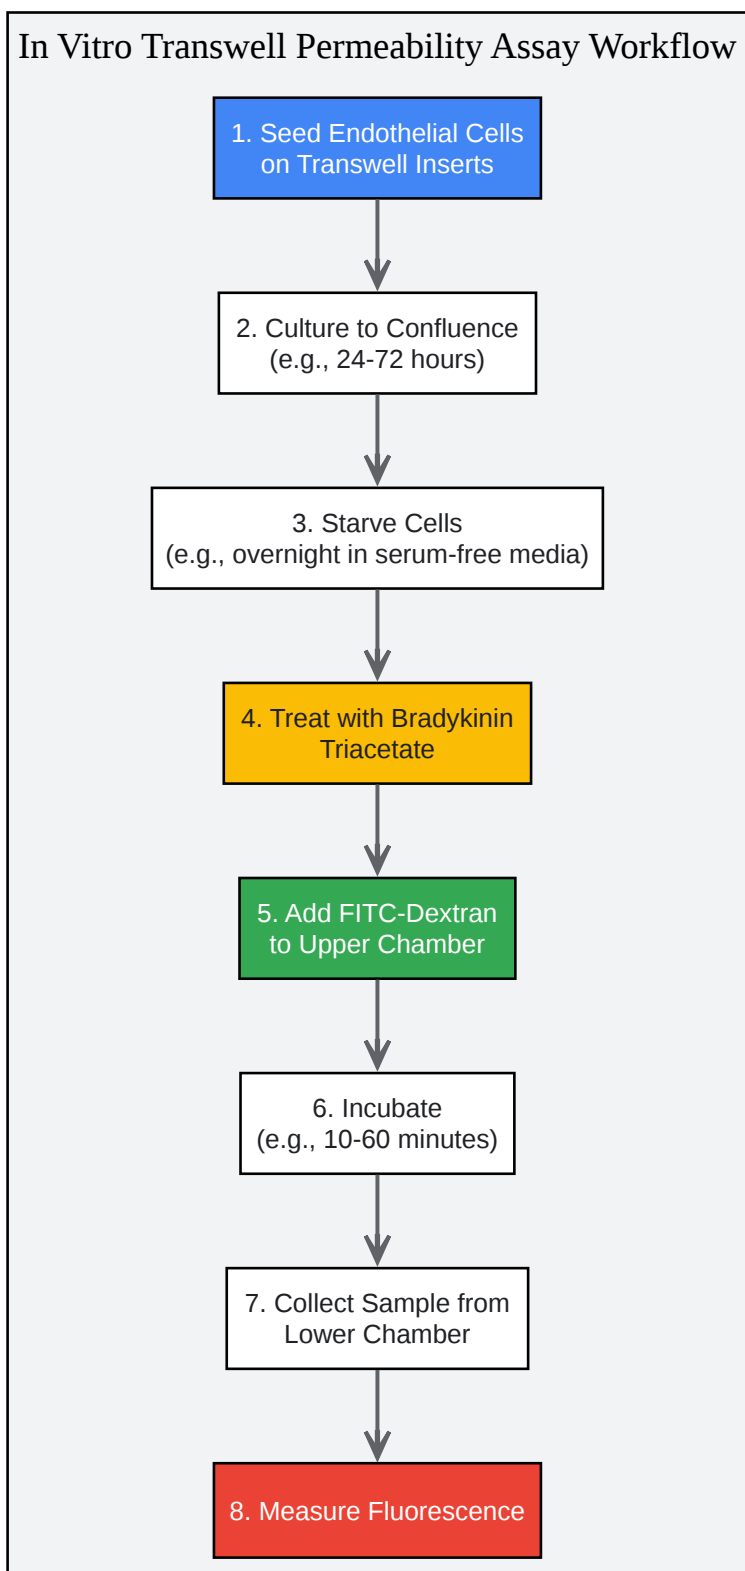 In Vitro Transwell Permeability Assay Workflow
1. Seed Endothelial Cells
on Transwell Inserts
2. Culture to Confluence
(e.g., 24-72 hours)
3. Starve Cells
(e.g., overnight in serum-free media)
4. Treat with Bradykinin
Triacetate
5. Add FITC-Dextran
to Upper Chamber
6. Incubate
(e.g., 10-60 minutes)
7. Collect Sample from
Lower Chamber
8. Measure Fluorescence